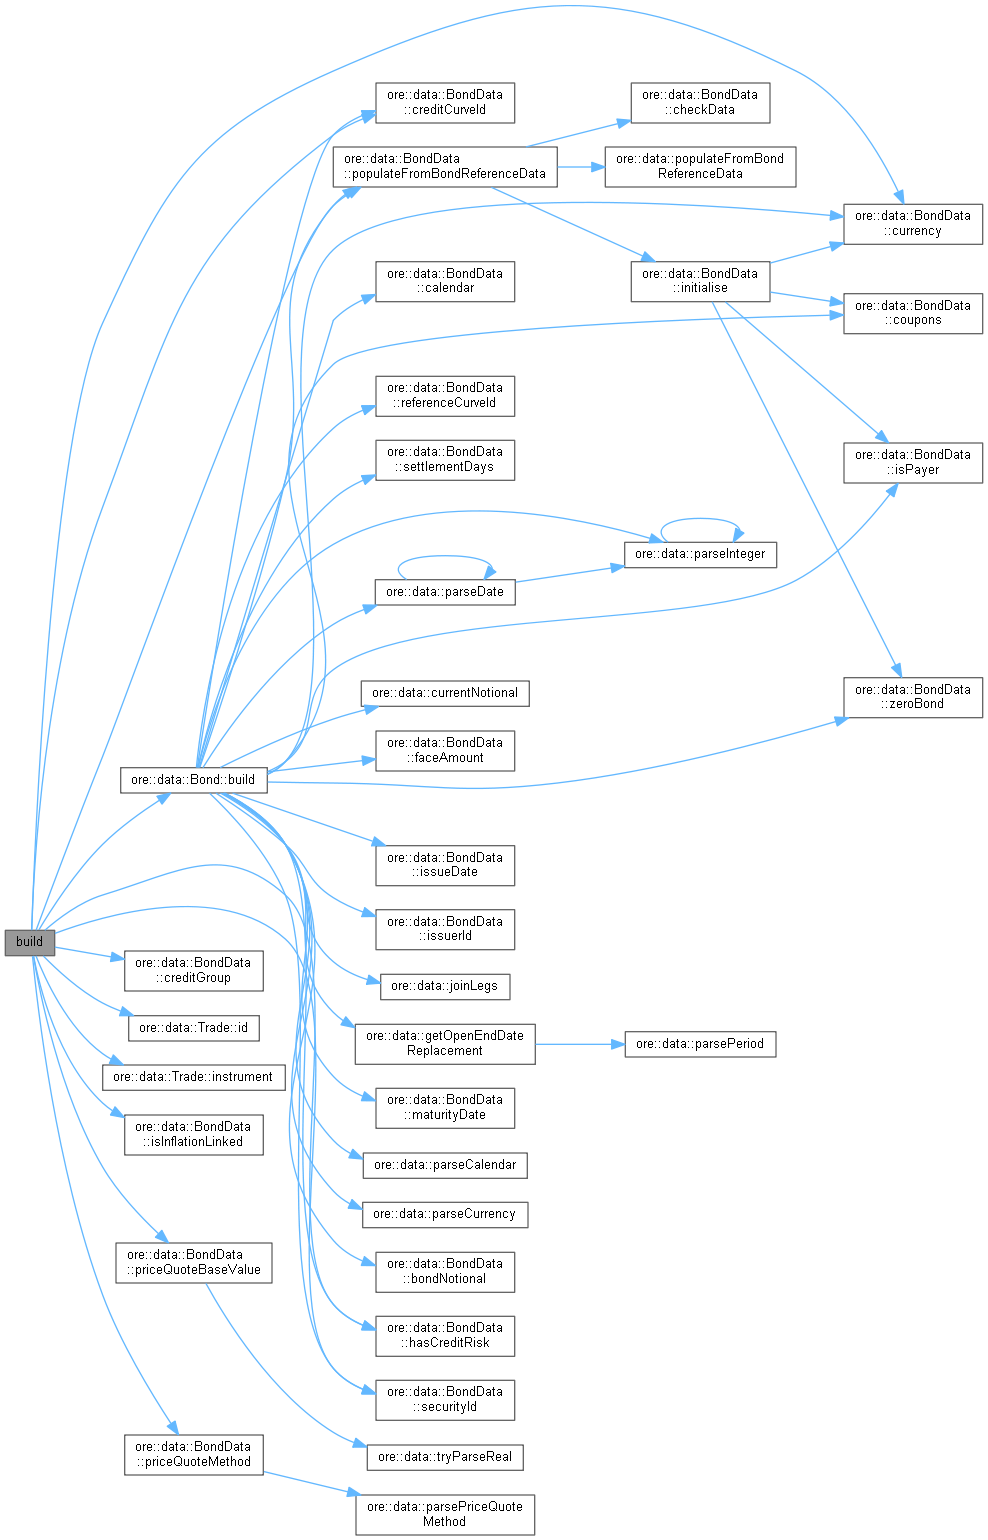 ore::data::BondData
::creditCurveId
ore::data::BondData
::checkData
ore::data::BondData
::populateFromBondReferenceData
ore::data::populateFromBond
ReferenceData
ore::data::BondData
::currency
ore::data::BondData
::calendar
ore::data::BondData
::initialise
ore::data::BondData
::coupons
ore::data::BondData
::referenceCurveId
ore::data::BondData
::settlementDays
ore::data::BondData
::isPayer
ore::data::parseInteger
ore::data::parseDate
ore::data::currentNotional
ore::data::BondData
::zeroBond
ore::data::BondData
::faceAmount
ore::data::Bond::build
ore::data::BondData
::issueDate
ore::data::BondData
::issuerId
build
ore::data::BondData
::creditGroup
ore::data::joinLegs
ore::data::Trade::id
ore::data::getOpenEndDate
Replacement
ore::data::parsePeriod
ore::data::Trade::instrument
ore::data::BondData
::maturityDate
ore::data::BondData
::isInflationLinked
ore::data::parseCalendar
ore::data::parseCurrency
ore::data::BondData
::priceQuoteBaseValue
ore::data::BondData
::bondNotional
ore::data::BondData
::hasCreditRisk
ore::data::BondData
::securityId
ore::data::BondData
::priceQuoteMethod
ore::data::tryParseReal
ore::data::parsePriceQuote
Method